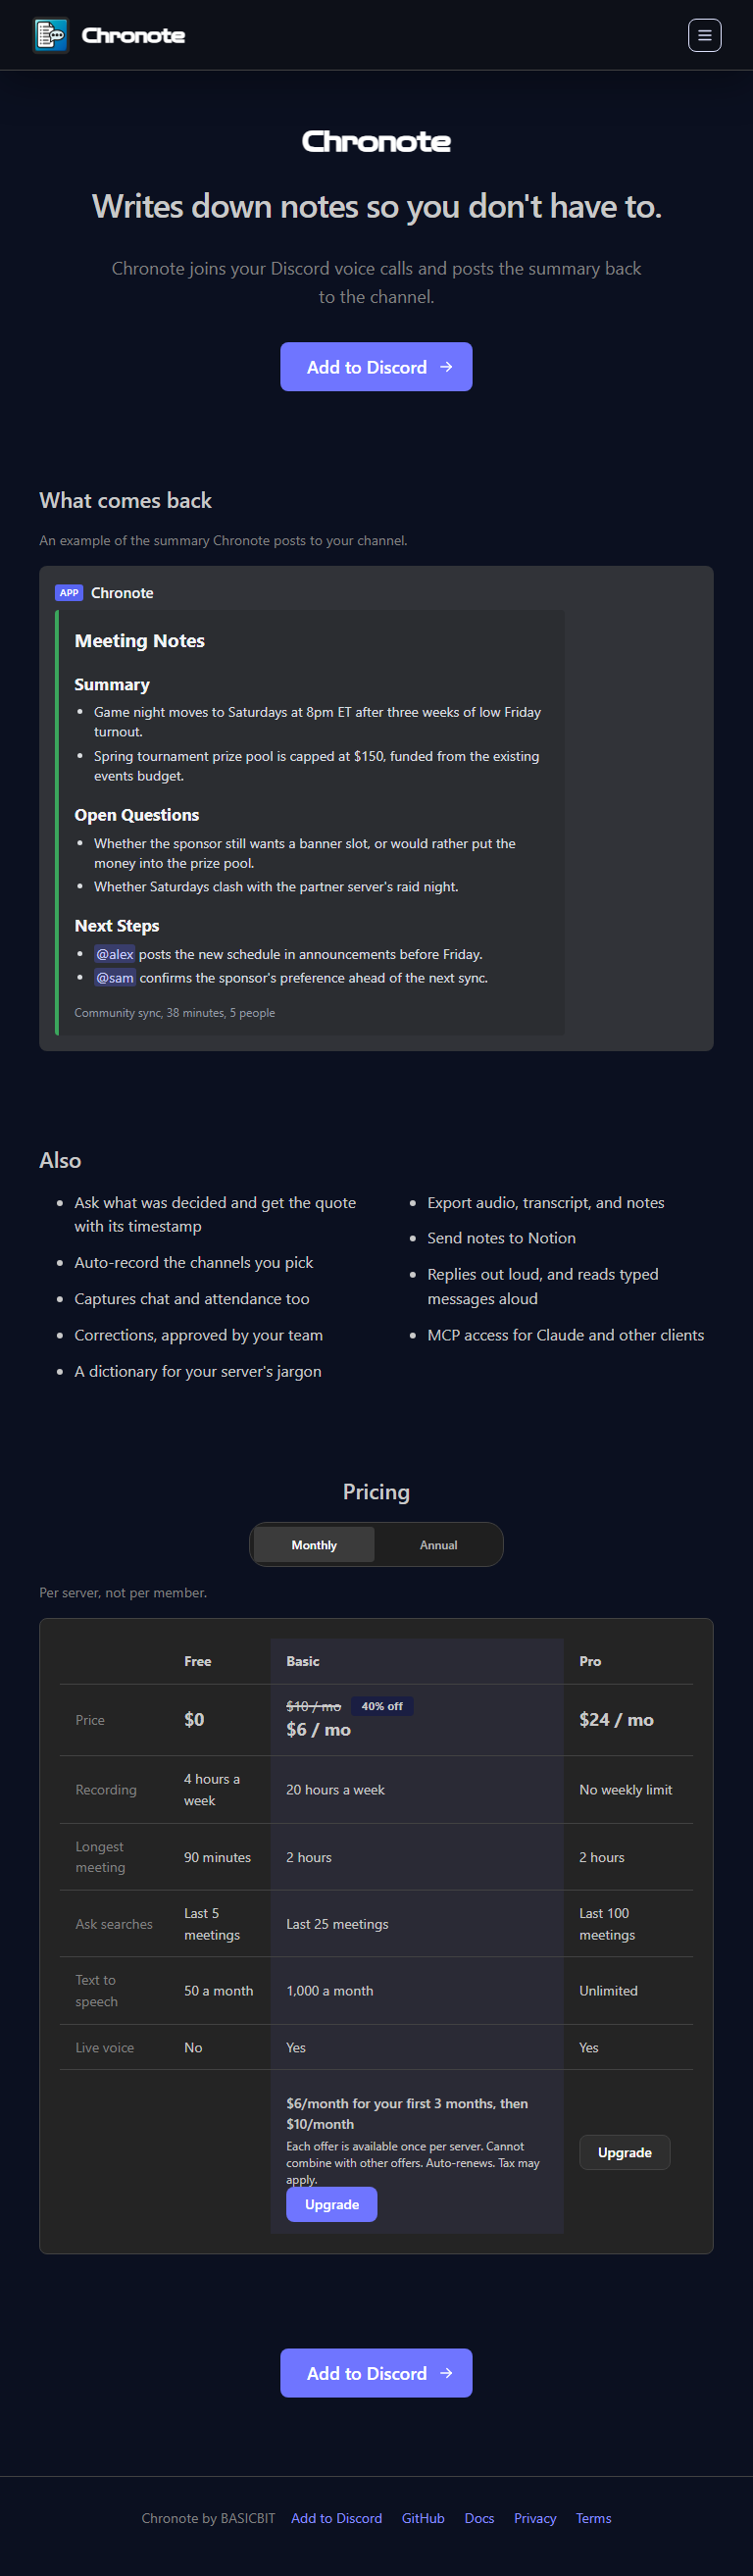 Chronote
Chronote
Writes down notes so you don't have to.
Chronote joins your Discord voice calls and posts the summary back
to the channel.
Add to Discord →
What comes back
An example of the summary Chronote posts to your channel.
APP Chronote
Meeting Notes
Summary
• Game night moves to Saturdays at 8pm ET after three weeks of low Friday
turnout.
• Spring tournament prize pool is capped at $150, funded from the existing
events budget.
Open Questions
• Whether the sponsor still wants a banner slot, or would rather put the
money into the prize pool.
• Whether Saturdays clash with the partner server's raid night.
Next Steps
• @alex posts the new schedule in announcements before Friday.
• @sam confirms the sponsor's preference ahead of the next sync.
Community sync, 38 minutes, 5 people
Also
• Ask what was decided and get the quote
with its timestamp
• Auto-record the channels you pick
• Captures chat and attendance too
• Corrections, approved by your team
• A dictionary for your server's jargon
• Export audio, transcript, and notes
• Send notes to Notion
• Replies out loud, and reads typed
messages aloud
• MCP access for Claude and other clients
Pricing
Monthly Annual
Per server, not per member.
Free Basic Pro
Price $0 $10 / mo 40% off $6 / mo $24 / mo
Recording 4 hours a week 20 hours a week No weekly limit
Longest meeting 90 minutes 2 hours 2 hours
Ask searches Last 5 meetings Last 25 meetings Last 100 meetings
Text to speech 50 a month 1,000 a month Unlimited
Live voice No Yes Yes
$6/month for your first 3 months, then
$10/month
Each offer is available once per server. Cannot
combine with other offers. Auto-renews. Tax may
apply.
Upgrade
Upgrade
Add to Discord →
Chronote by BASICBIT Add to Discord GitHub Docs Privacy Terms